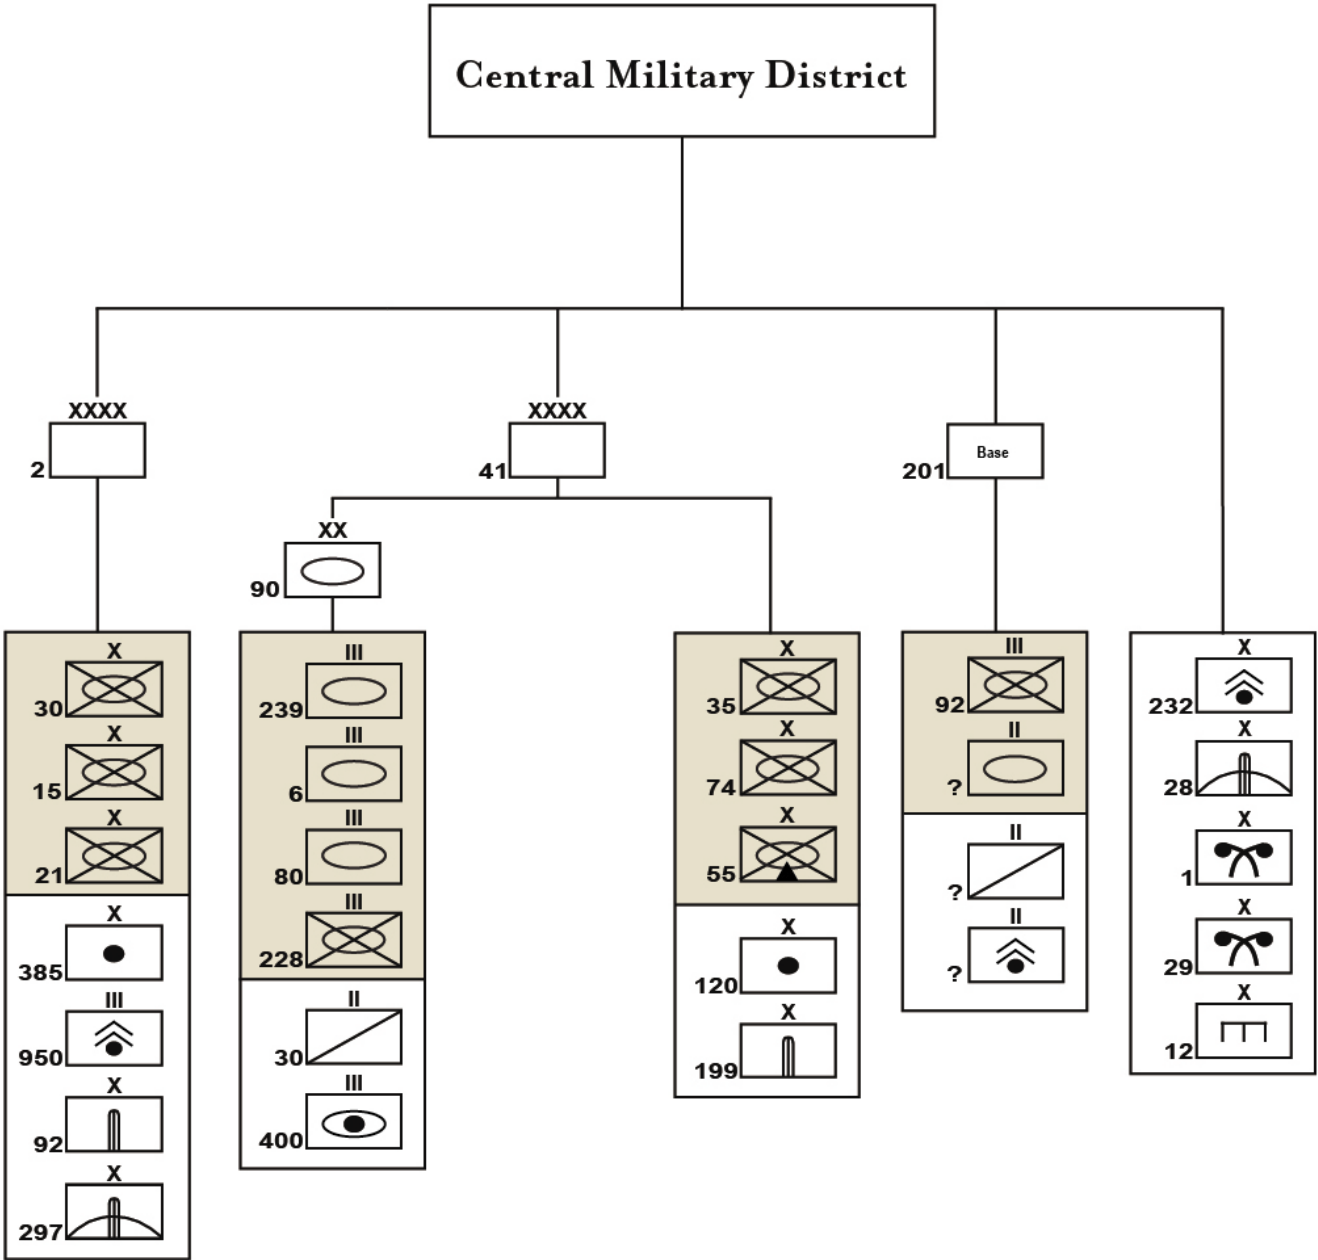 Central Military District
XXXX
2
XXXX
41
Base
201
XX
90
X
30
X
15
X
21
X
385
III
950
X
92
X
297
III
239
III
6
III
80
III
228
II
30
III
400
X
35
X
74
X
55
X
120
X
199
III
92
II
?
II
?
II
?
X
232
X
28
X
1
X
29
X
12